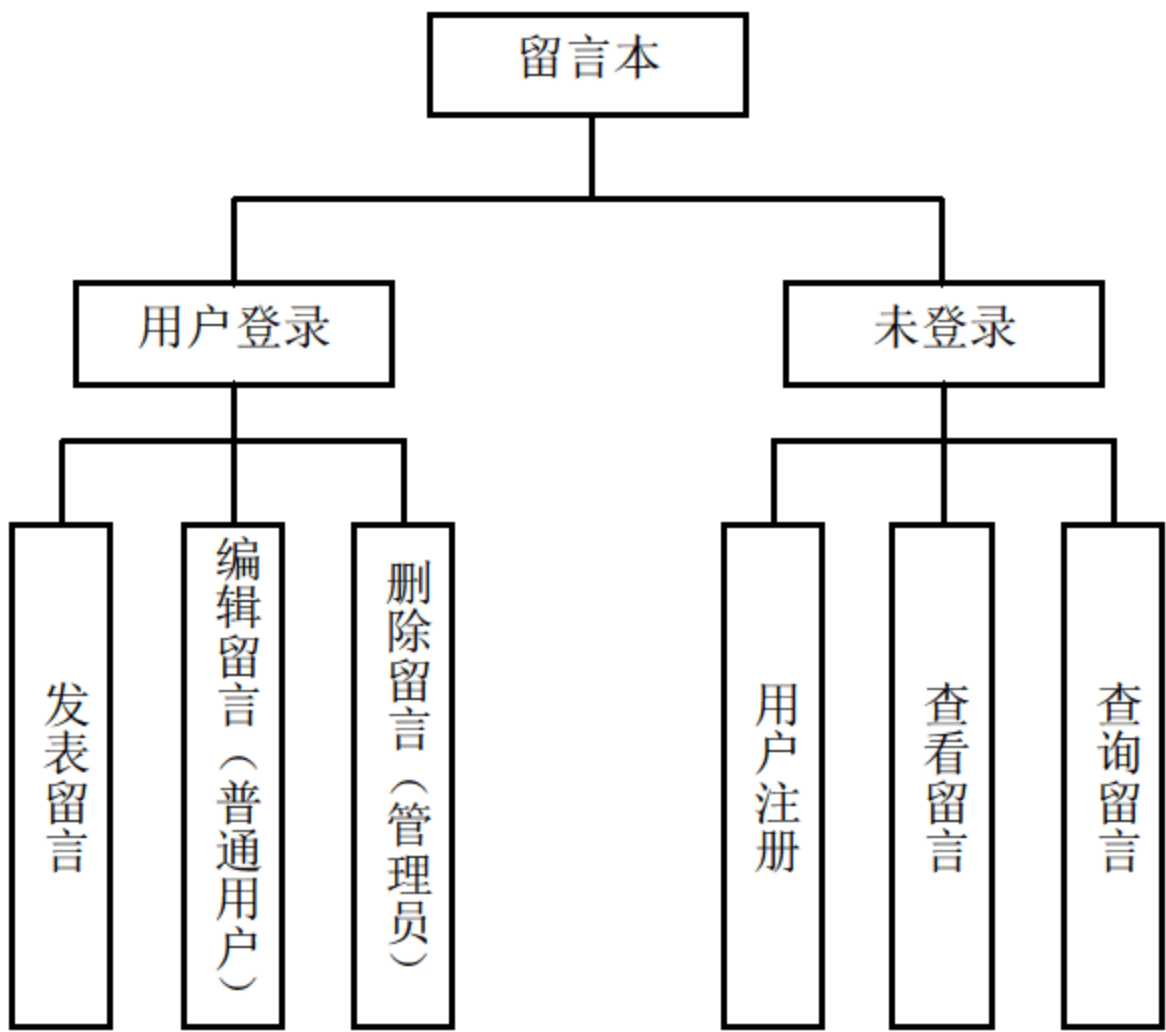 留言本
用户登录
未登录
发表留言
编辑留言（普通用户）
删除留言（管理员）
用户注册
查看留言
查询留言